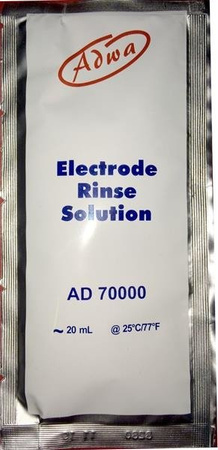 Adwa
Electrode
Rinse
Solution
AD 70000
~ 20 mL @ 25°C/77°F